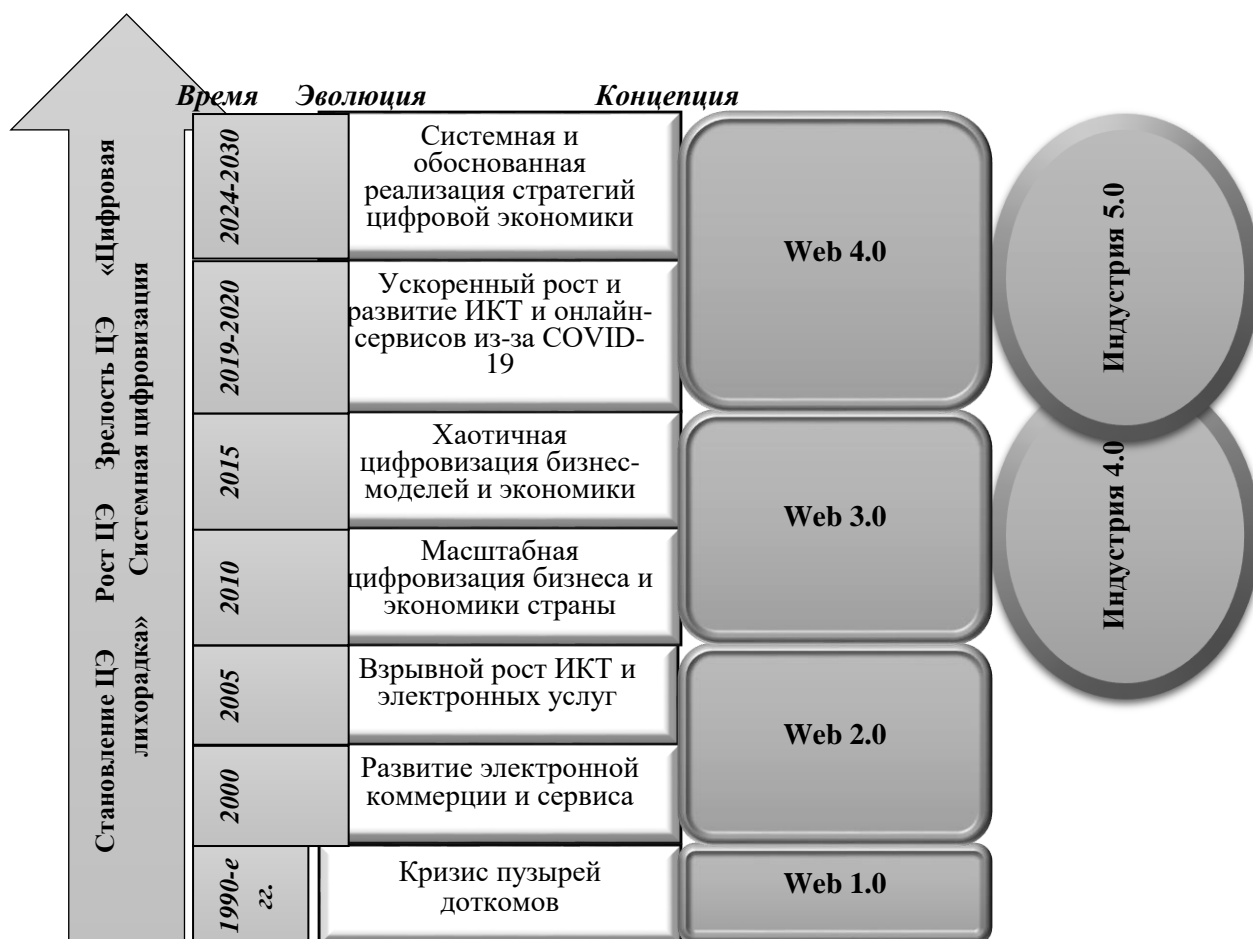 Время Эволюция Концепция
Становление ЦЭ Рост ЦЭ Зрелость ЦЭ «Цифровая
лихорадка» Системная цифровизация
2024-2030
Системная и
обоснованная
реализация стратегий
цифровой экономики
2019-2020
Ускоренный рост и
развитие ИКТ и онлайн-
сервисов из-за COVID-
19
Web 4.0
Индустрия 5.0
2015
Хаотичная
цифровизация бизнес-
моделей и экономики
2010
Масштабная
цифровизация бизнеса и
экономики страны
Web 3.0
Индустрия 4.0
2005
Взрывной рост ИКТ и
электронных услуг
2000
Развитие электронной
коммерции и сервиса
Web 2.0
1990-е
гг.
Кризис пузырей
доткомов
Web 1.0